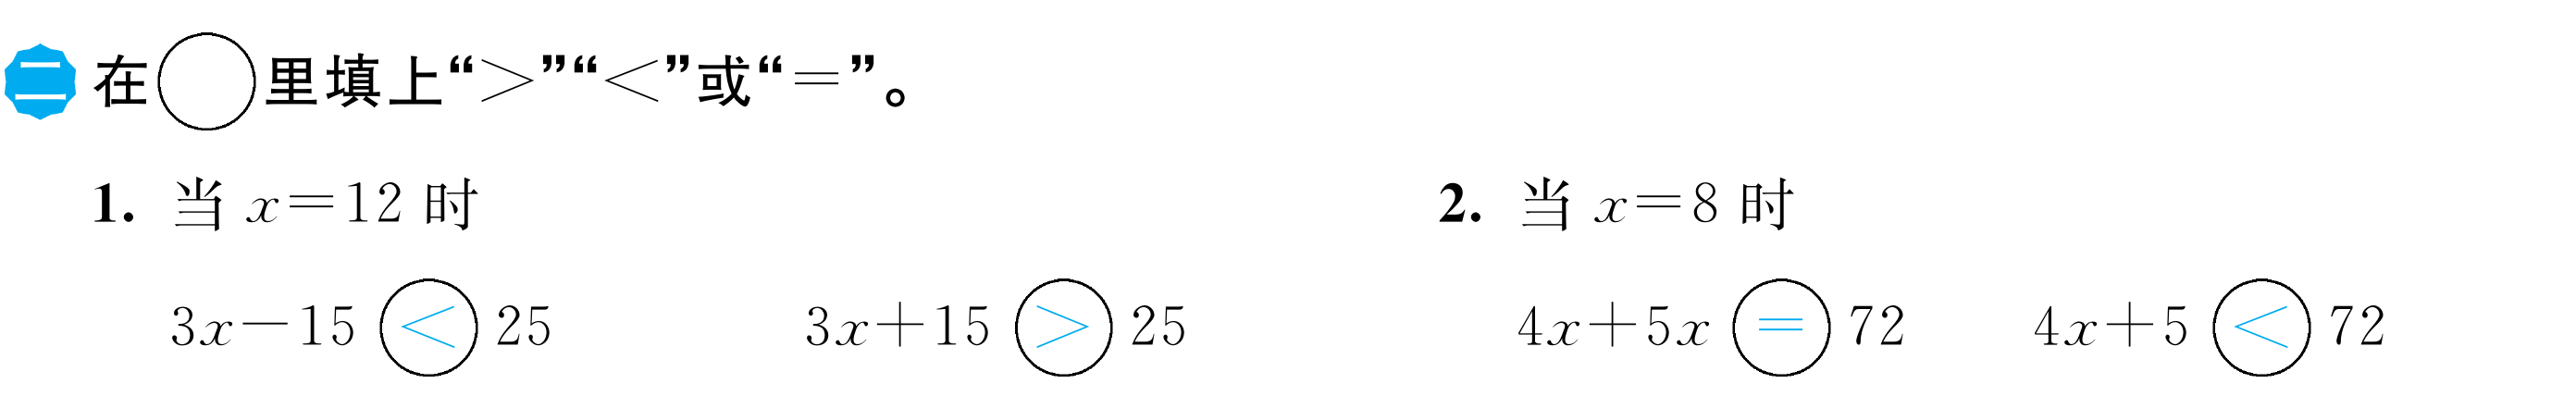 二 在○里填上“>”“<”或“=”。
1. 当 x=12 时
2. 当 x=8 时
3x-15 < 25 3x+15 > 25
4x+5x = 72 4x+5 < 72